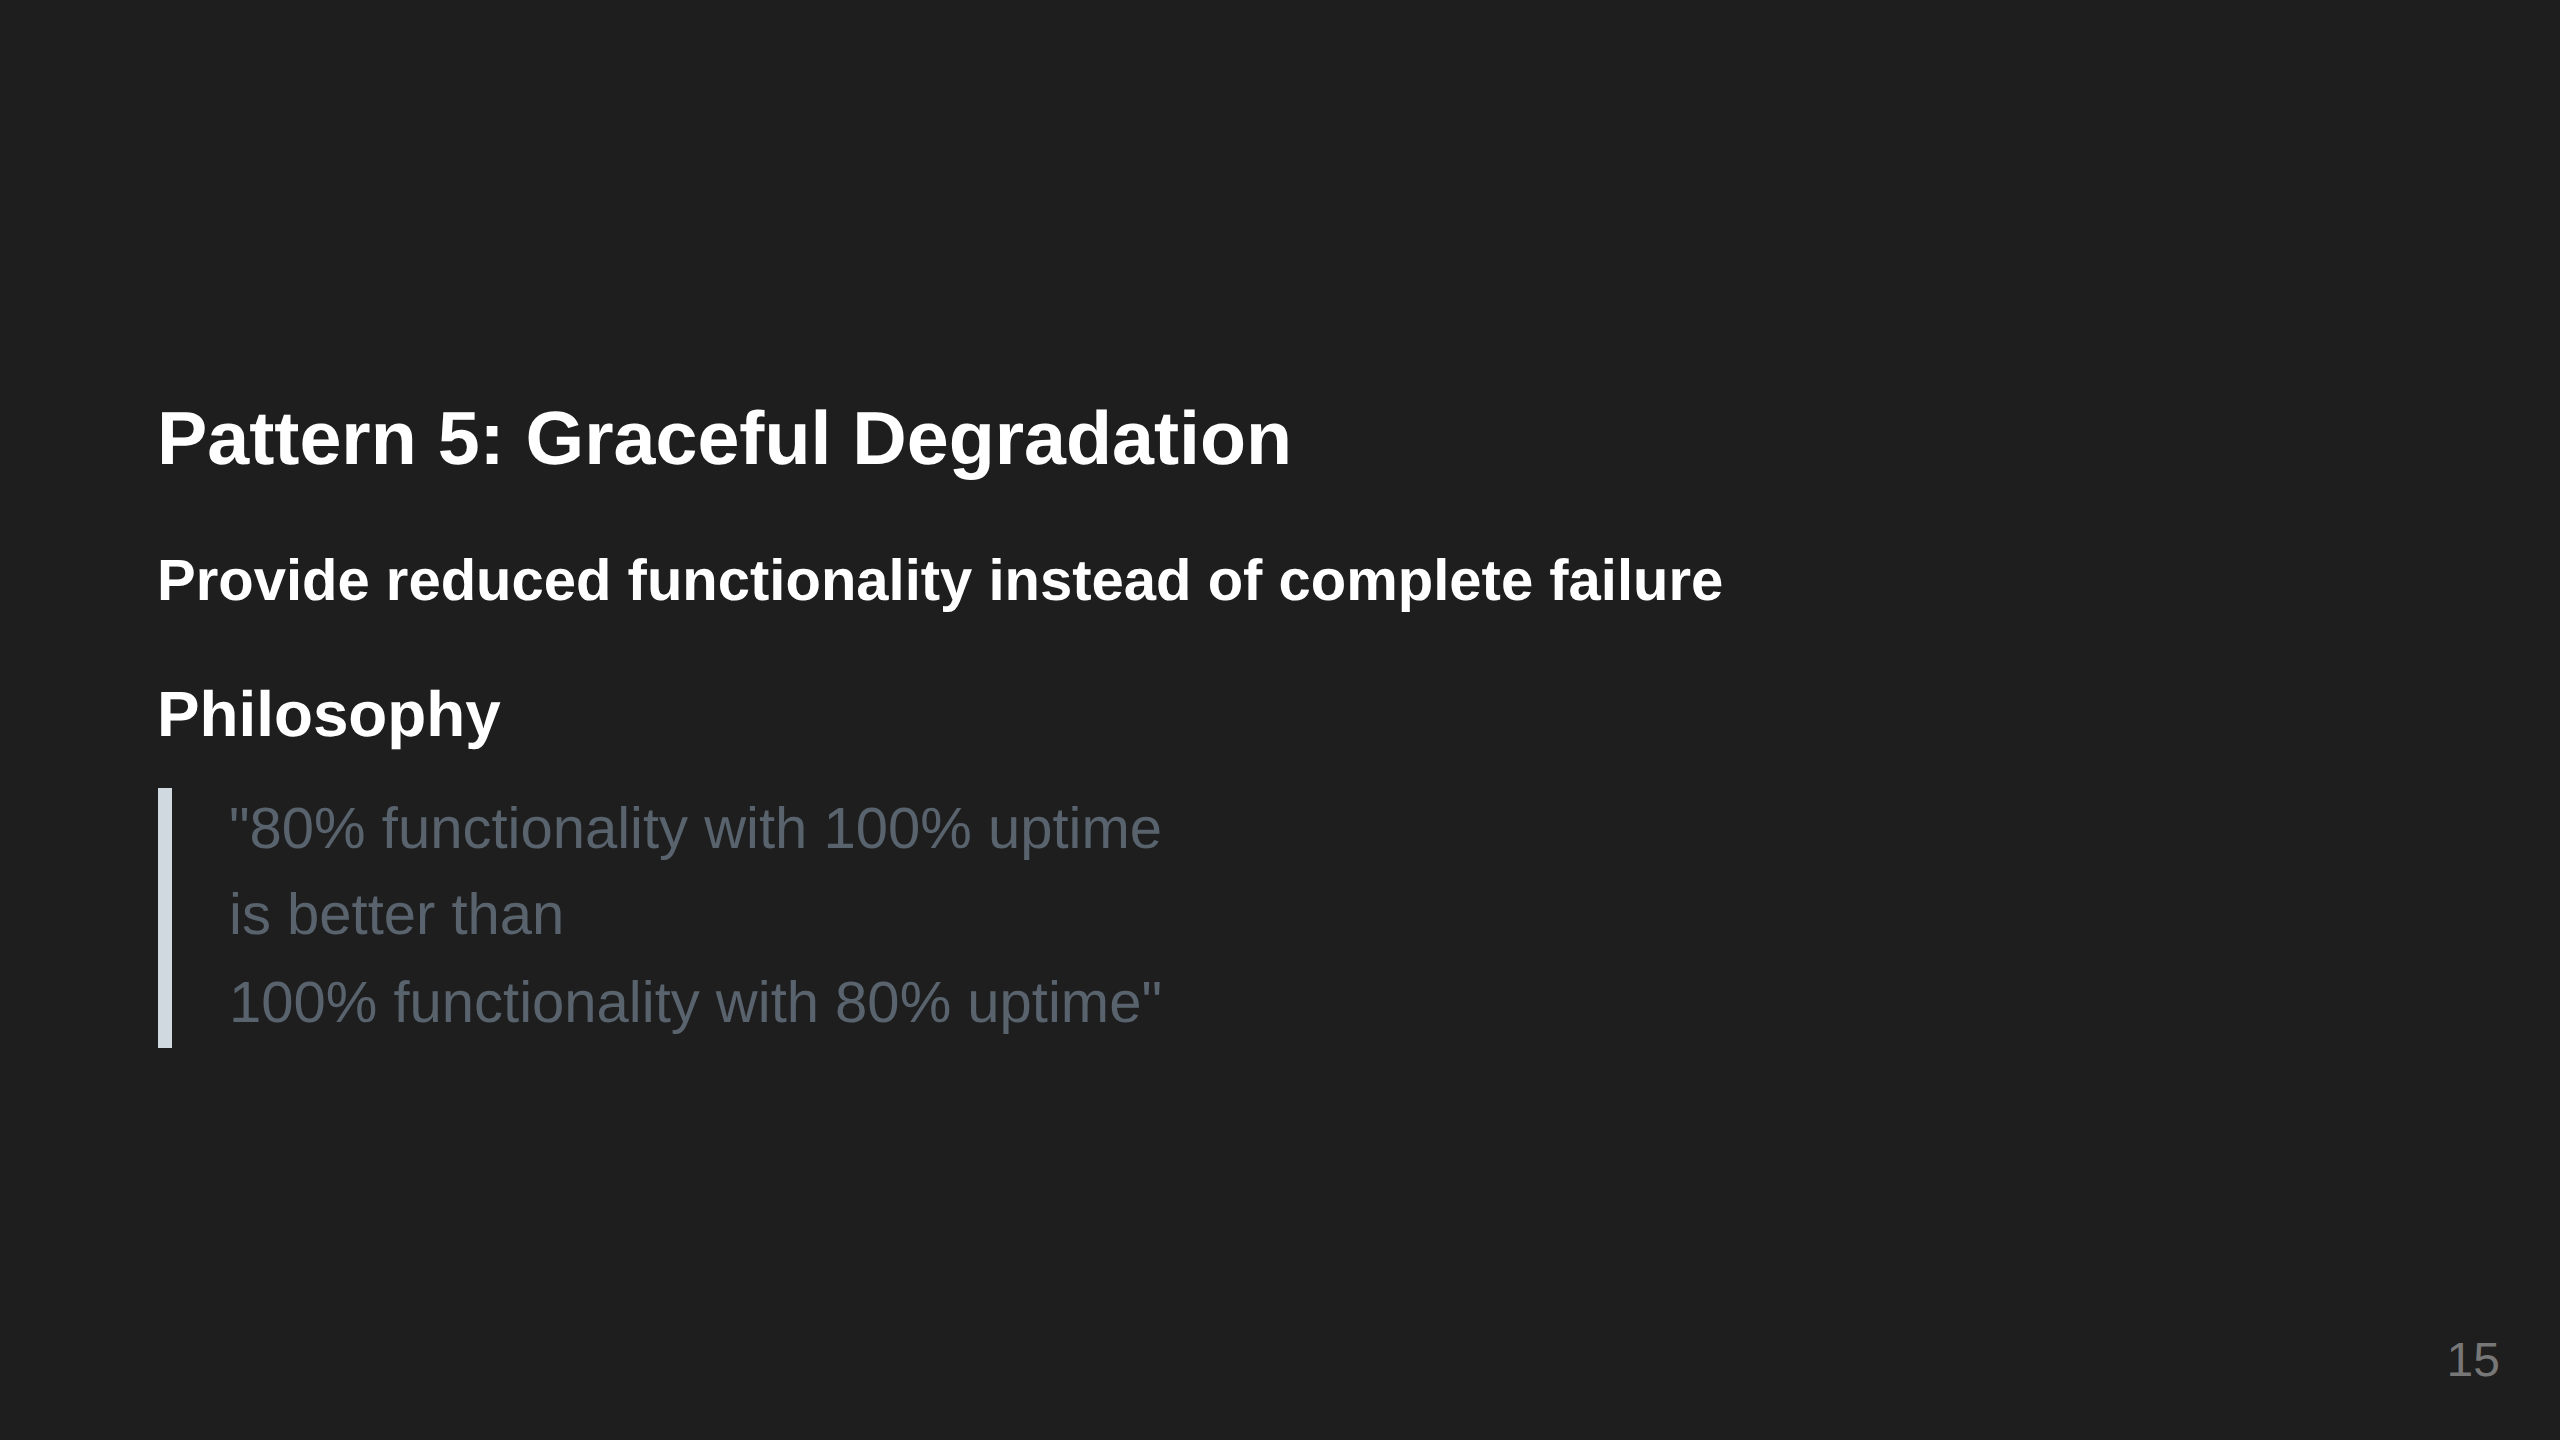 Pattern 5: Graceful Degradation
Provide reduced functionality instead of complete failure
Philosophy
"80% functionality with 100% uptime
is better than
100% functionality with 80% uptime"
15